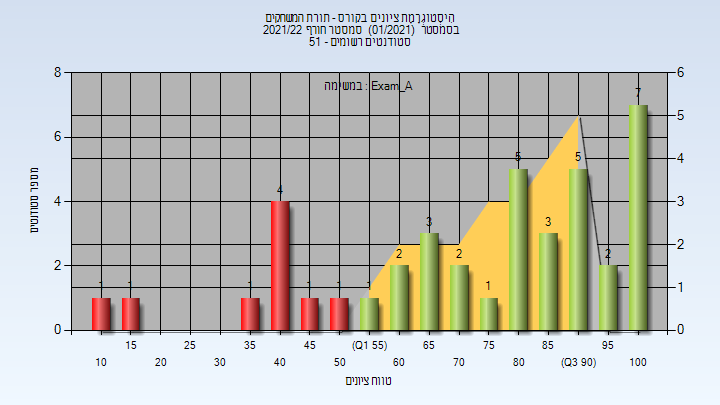 היסטוגרמת ציונים בקורס - תורת המשחקים
בסמסטר (01/2021) סמסטר חורף 2021/22
51 - סטודנטים רשומים
במשימה : Exam_A
מספר סטודנטים
8
6
4
2
0
6
5
4
3
2
1
0
1 1 1 4 1 1 1 2 3 2 1 5 3 5 2 7
15 25 35 45 (Q1 55) 65 75 85 95
10 20 30 40 50 60 70 80 (Q3 90) 100
טווח ציונים